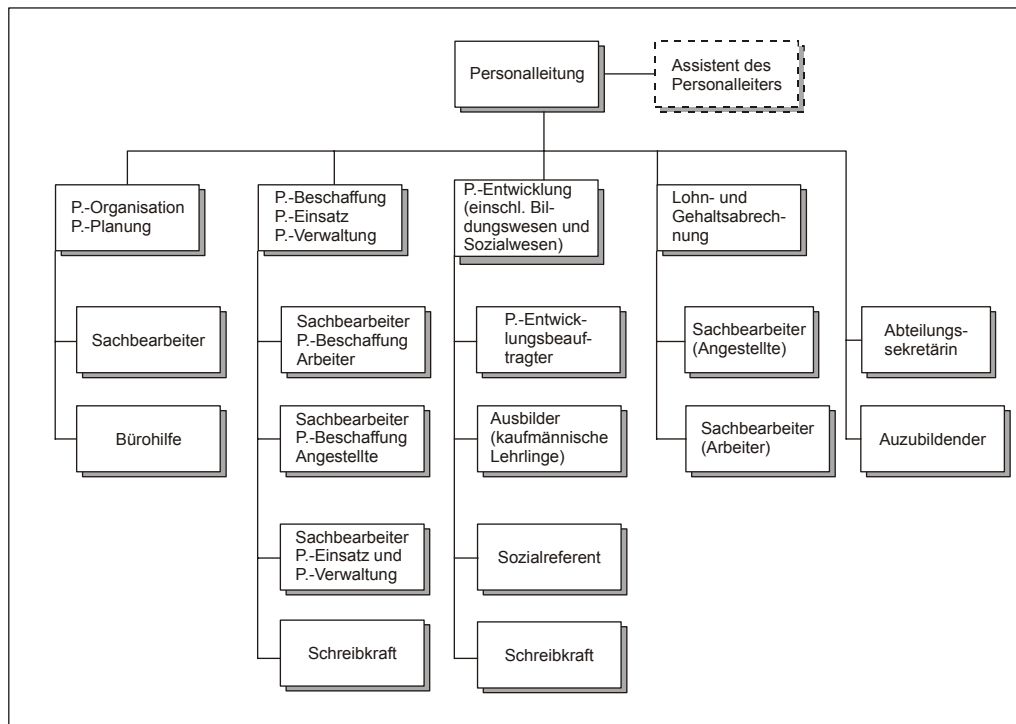 Personalleitung
Assistent des
Personalleiters
P.-Organisation
P.-Planung
P.-Beschaffung
P.-Einsatz
P.-Verwaltung
P.-Entwicklung
(einschl. Bil-
dungswesen und
Sozialwesen)
Lohn- und
Gehaltsabrech-
nung
Sachbearbeiter
Sachbearbeiter
P.-Beschaffung
Arbeiter
P.-Entwick-
lungsbeauf-
tragter
Sachbearbeiter
(Angestellte)
Abteilungs-
sekretärin
Bürohilfe
Sachbearbeiter
P.-Beschaffung
Angestellte
Ausbilder
(kaufmännische
Lehrlinge)
Sachbearbeiter
(Arbeiter)
Auzubildender
Sachbearbeiter
P.-Einsatz und
P.-Verwaltung
Sozialreferent
Schreibkraft
Schreibkraft